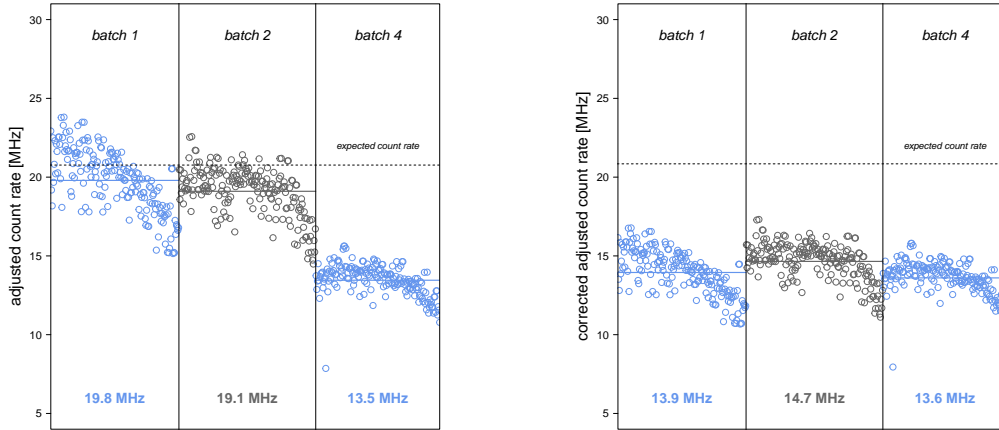 adjusted count rate [MHz]
30
25
20
15
10
5
batch 1
batch 2
batch 4
expected count rate
19.8 MHz
19.1 MHz
13.5 MHz
corrected adjusted count rate [MHz]
30
25
20
15
10
5
batch 1
batch 2
batch 4
expected count rate
13.9 MHz
14.7 MHz
13.6 MHz